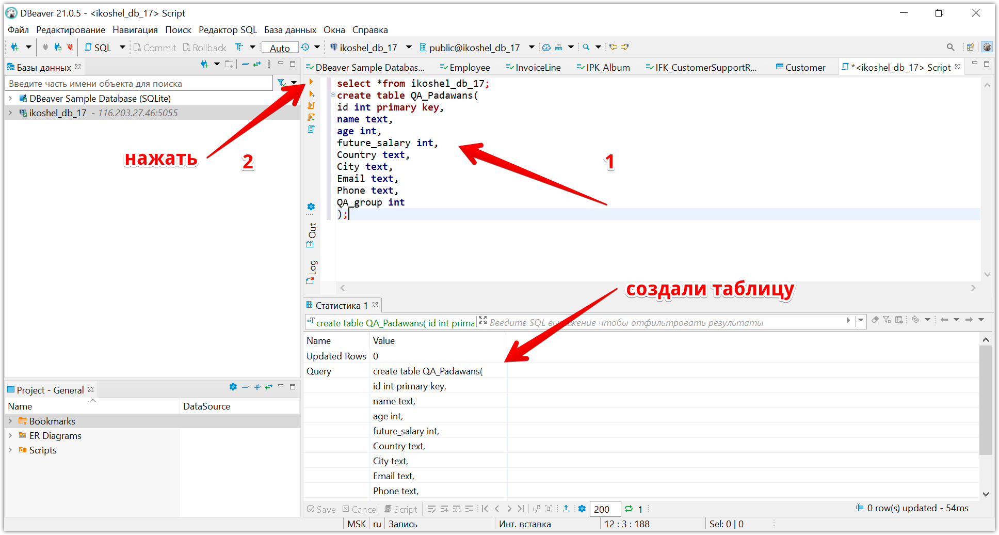 DBeaver 21.0.5 - <ikoshel_db_17> Script
Файл Редактирование Навигация Поиск Редактор SQL База данных Окна Справка
SQL Commit Rollback Auto ikoshel_db_17 public@ikoshel_db_17
Базы данных
Введите часть имени объекта для поиска
DBeaver Sample Database (SQLite)
ikoshel_db_17 - 116.203.27.46:5055
нажать 2
Project - General
Name DataSource
Bookmarks
ER Diagrams
Scripts
DBeaver Sample Databas... Employee InvoiceLine IPK_Album IFK_CustomerSupportR... Customer *<ikoshel_db_17> Script
select *from ikoshel_db_17;
create table QA_Padawans(
id int primary key,
name text,
age int,
future_salary int,
Country text,
City text,
Email text,
Phone text,
QA_group int
);
1
Out
Log
создали таблицу
Статистика 1
create table QA_Padawans( id int prima Введите SQL выражение чтобы отфильтровать результаты
Name Value
Updated Rows 0
Query create table QA_Padawans(
id int primary key,
name text,
age int,
future_salary int,
Country text,
City text,
Email text,
Phone text,
Save Cancel Script 200 1 0 row(s) updated - 54ms
MSK ru Запись Инт. вставка 12 : 3 : 188 Sel: 0 | 0